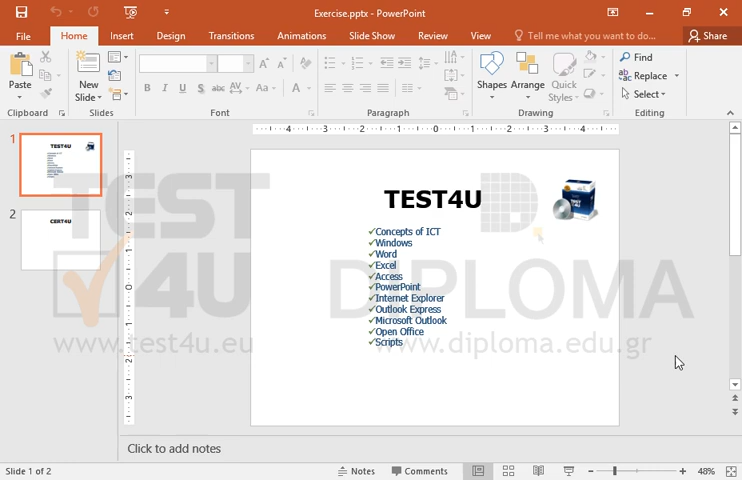 Exercise.pptx - PowerPoint
File Home Insert Design Transitions Animations Slide Show Review View Tell me what you want to do... Share
Paste
New Slide
Shapes Arrange Quick Styles
Find
Replace
Select
Clipboard Slides Font Paragraph Drawing Editing
1
TEST4U
2
CERT4U
TEST4U
Concepts of ICT
Windows
Word
Excel
Access
PowerPoint
Internet Explorer
Outlook Express
Microsoft Outlook
Open Office
Scripts
TEST
4U
DIPLOMA
www.test4u.eu
www.diploma.edu.gr
Click to add notes
Slide 1 of 2 Notes Comments 48%